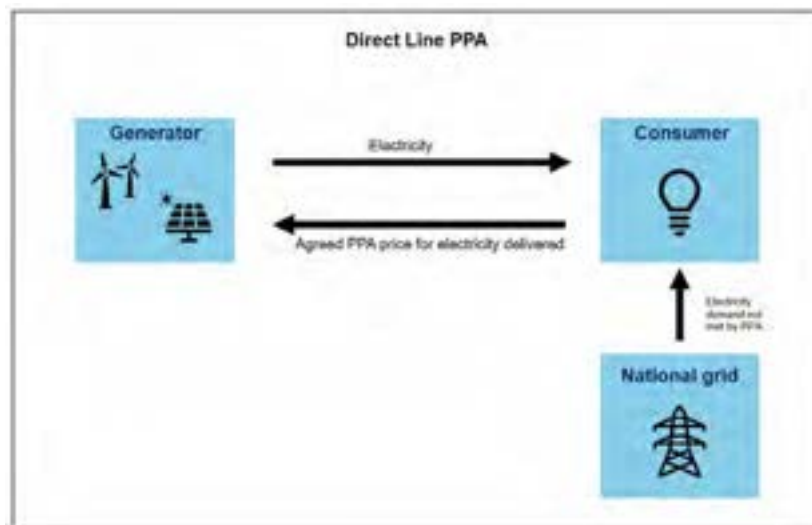 Direct Line PPA
Generator
Consumer
Electricity
Agreed PPA price for electricity delivered
Electricity
demand not
met by PPA
National grid